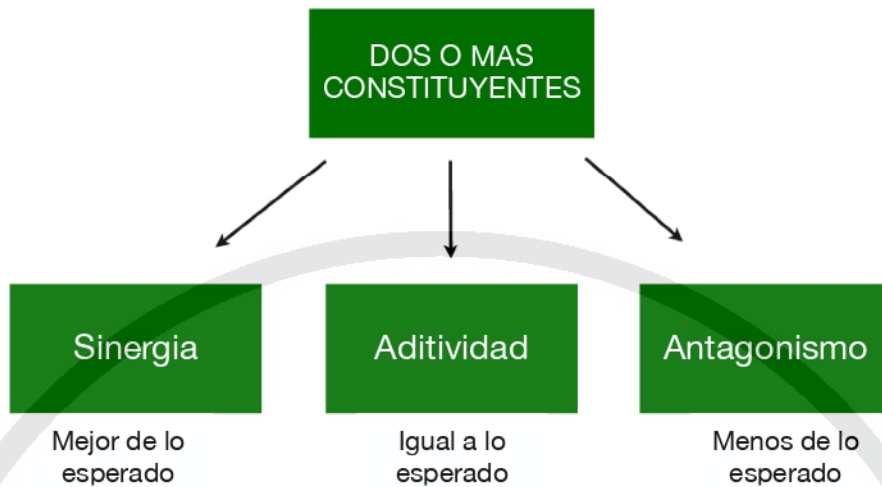 DOS O MAS
CONSTITUYENTES
Sinergia
Aditividad
Antagonismo
Mejor de lo
esperado
Igual a lo
esperado
Menos de lo
esperado